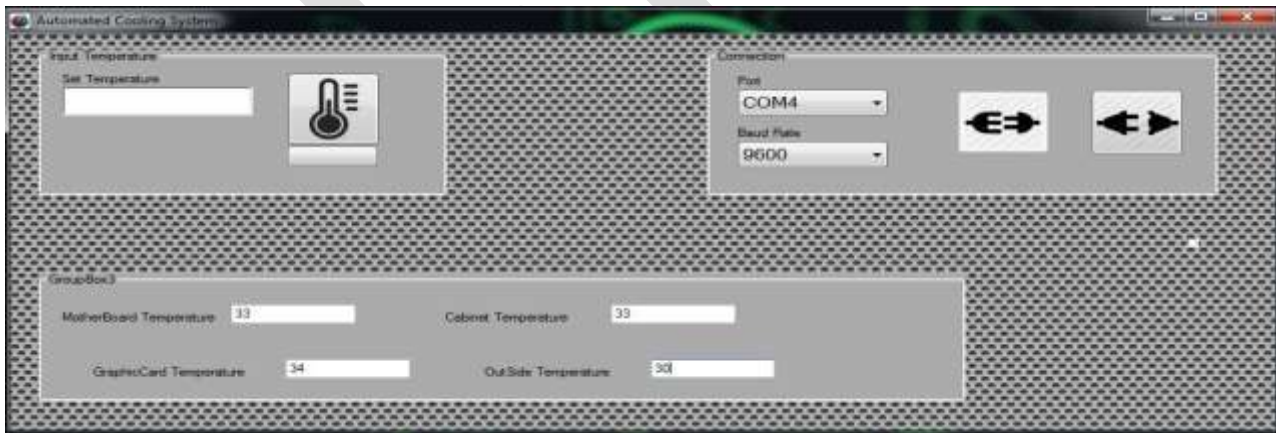 Automated Cooling System
Input Temperature
Set Temperature
Connection
Port
COM4
Baud Rate
9600
GroupBox3
MotherBoard Temperature 33
Cabinet Temperature 33
GraphicCard Temperature 34
OutSide Temperature 30